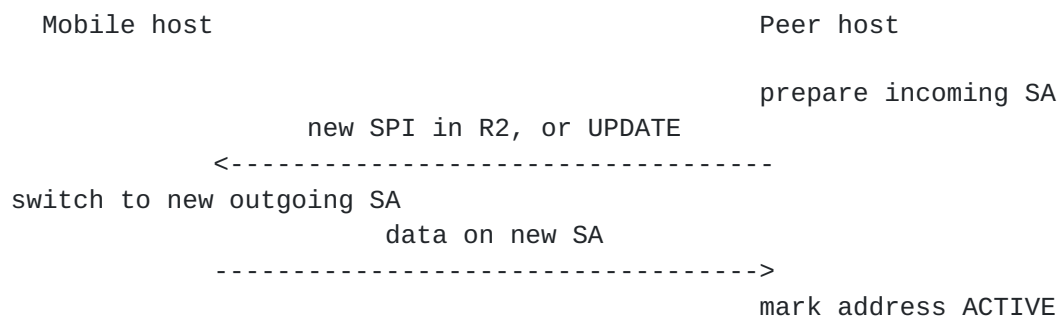 Mobile host Peer host
prepare incoming SA
new SPI in R2, or UPDATE
<-----------------------------------
switch to new outgoing SA
data on new SA
----------------------------------->
mark address ACTIVE